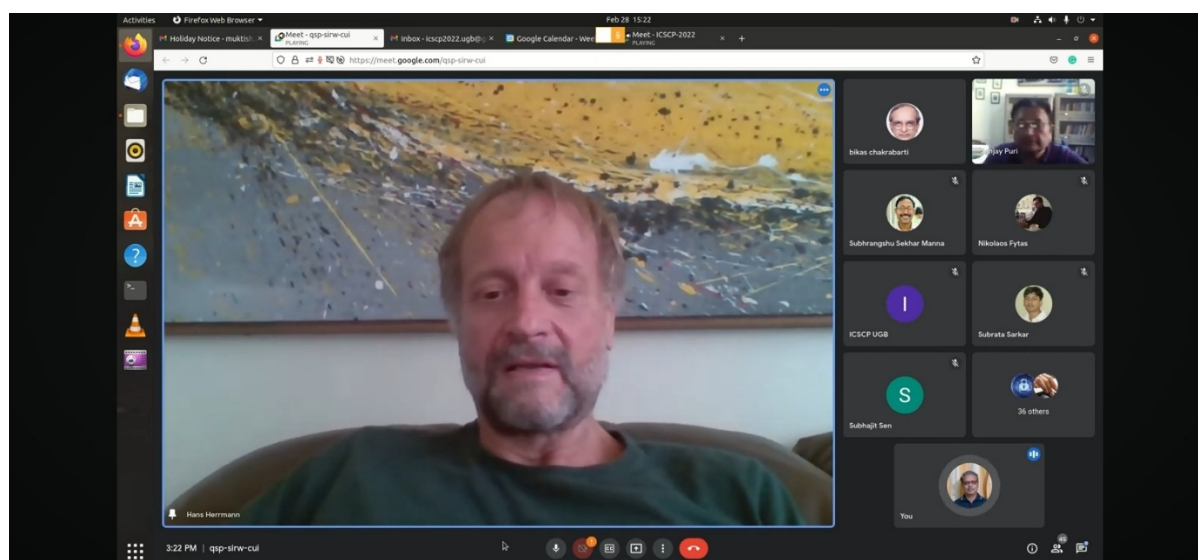 Activities Firefox Web Browser Feb 28 15:22
Holiday Notice - muktish. × Meet - qsp-sirw-cui × Inbox - icscp2022.ugb@g × Google Calendar - Wee Meet - ICSCP-2022 × +
PLAYING PLAYING
https://meet.google.com/qsp-sirw-cui
bikas chakrabarti
jay Puri
Subhrangshu Sekhar Manna
Nikolaos Fytas
I
ICSCP UGB
Subrata Sarkar
S
Subhajit Sen
36 others
You
Hans Herrmann
3:22 PM | qsp-sirw-cui
45